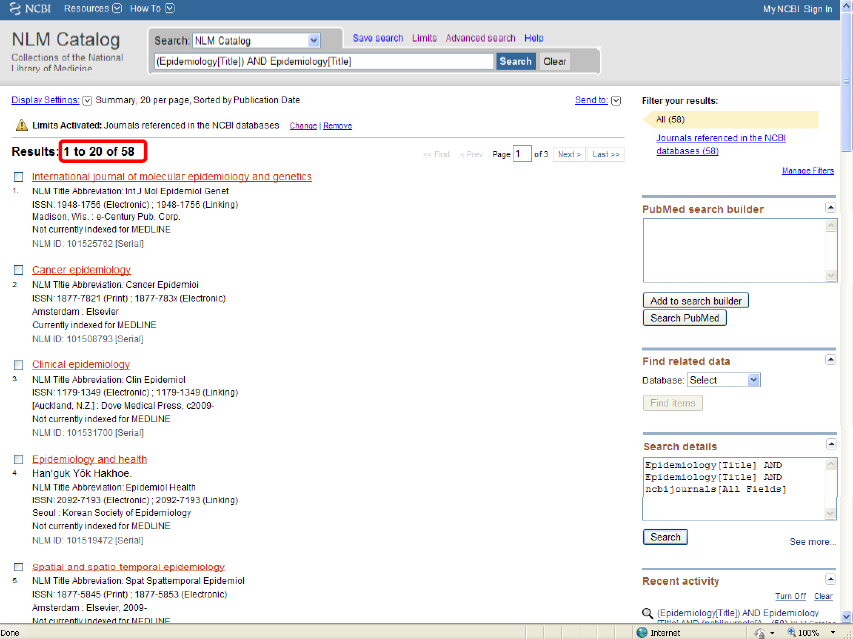 NCBI Resources How To My NCBI Sign In
NLM Catalog
Collections of the National
Library of Medicine
Search: NLM Catalog
Save search Limits Advanced search Help
(Epidemiology[Title]) AND Epidemiology[Title]
Search Clear
Display Settings: Summary, 20 per page, Sorted by Publication Date
Send to:
Limits Activated: Journals referenced in the NCBI databases Change | Remove
Results: 1 to 20 of 58
<< First < Prev Page 1 of 3 Next > Last >>
International journal of molecular epidemiology and genetics
1. NLM Title Abbreviation: Int J Mol Epidemiol Genet
ISSN: 1948-1756 (Electronic) ; 1948-1756 (Linking)
Madison, Wis. : e-Century Pub. Corp.
Not currently indexed for MEDLINE
NLM ID: 101525762 [Serial]
Cancer epidemiology
2. NLM Title Abbreviation: Cancer Epidemiol
ISSN: 1877-7821 (Print) ; 1877-783x (Electronic)
Amsterdam : Elsevier
Currently indexed for MEDLINE
NLM ID: 101508793 [Serial]
Clinical epidemiology
3. NLM Title Abbreviation: Clin Epidemiol
ISSN: 1179-1349 (Electronic) ; 1179-1349 (Linking)
[Auckland, N.Z.] ; Dove Medical Press, c2009-
Not currently indexed for MEDLINE
NLM ID: 101531700 [Serial]
Epidemiology and health
4. Han'guk Yŏk Hakhoe.
NLM Title Abbreviation: Epidemiol Health
ISSN: 2092-7193 (Electronic) ; 2092-7193 (Linking)
Seoul : Korean Society of Epidemiology
Not currently indexed for MEDLINE
NLM ID: 101519472 [Serial]
Spatial and spatio temporal epidemiology
5. NLM Title Abbreviation: Spat Spattemporal Epidemiol
ISSN: 1877-5845 (Print) ; 1877-5853 (Electronic)
Amsterdam : Elsevier, 2009-
Not currently indexed for MEDLINE
Filter your results:
All (58)
Journals referenced in the NCBI
databases (58)
Manage Filters
PubMed search builder
Add to search builder
Search PubMed
Find related data
Database: Select
Find items
Search details
Epidemiology[Title] AND
Epidemiology[Title] AND
ncbijournals[All Fields]
Search
See more...
Recent activity
Turn Off Clear
(Epidemiology[Title]) AND Epidemiology
Done
Internet
100%